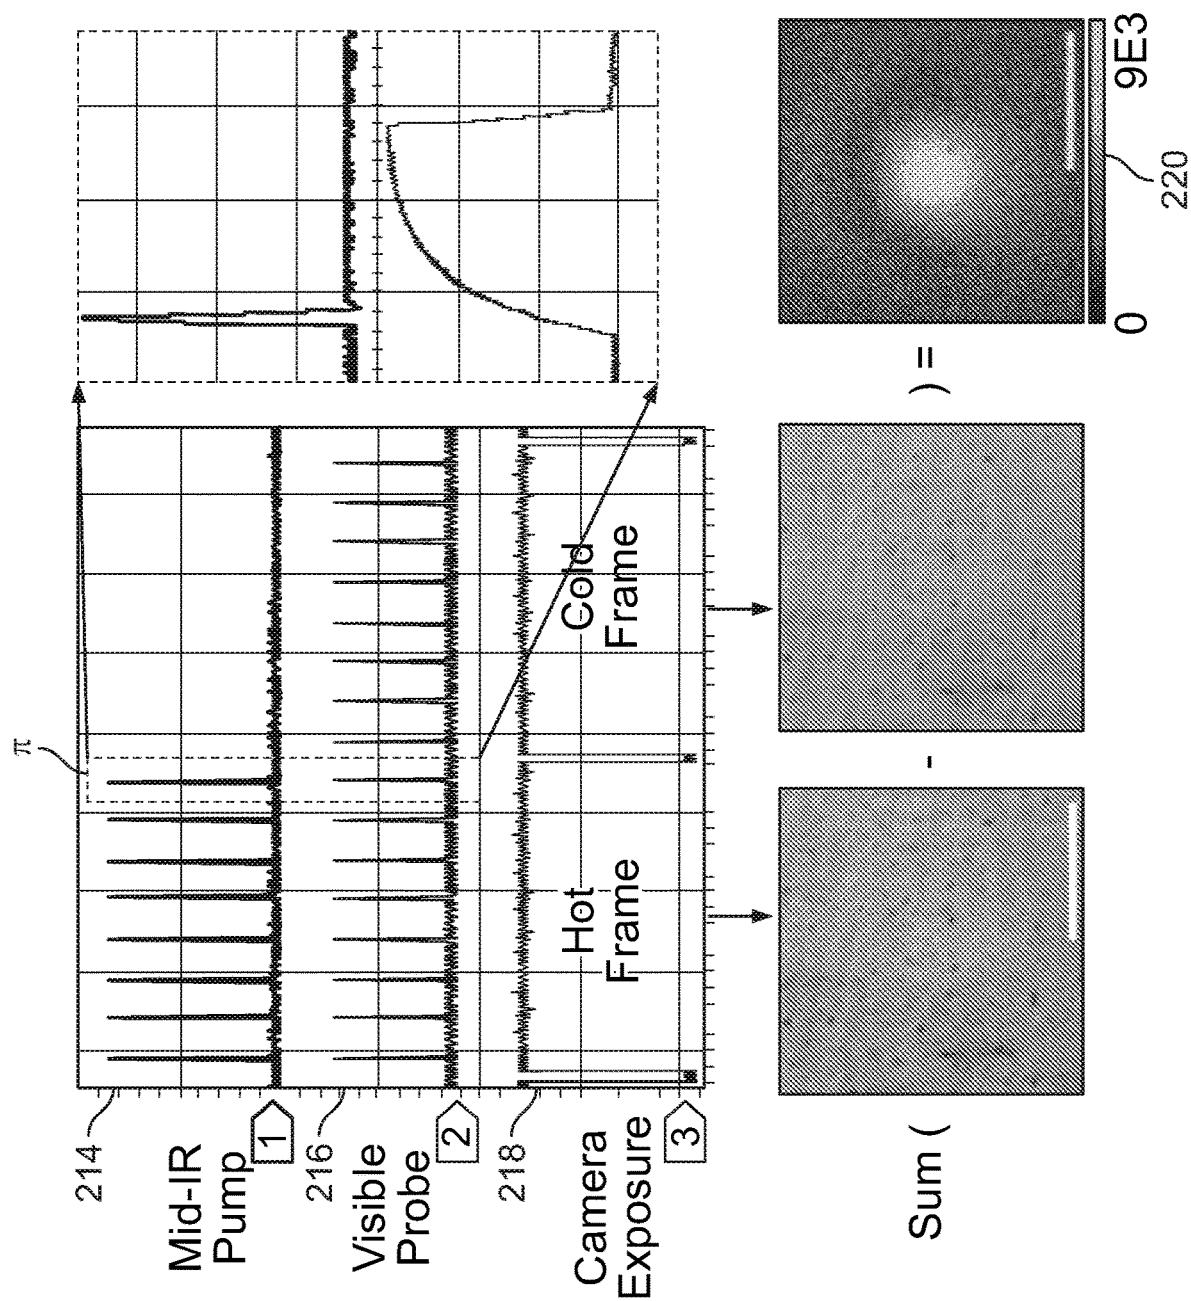 214
Mid-IR
Pump
1
216
Visible
Probe
2
218
Camera
Exposure
3
π
Hot
Frame
Cold
Frame
Sum (
-
) =
0
9E3
220